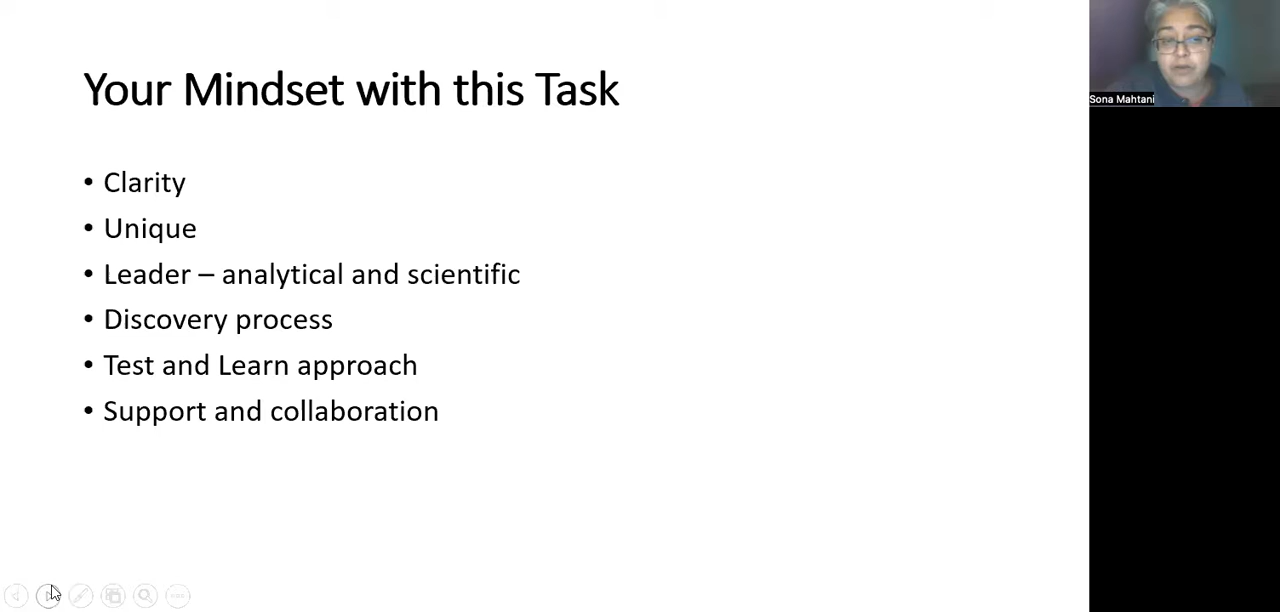 Your Mindset with this Task
• Clarity
• Unique
• Leader – analytical and scientific
• Discovery process
• Test and Learn approach
• Support and collaboration
Sona Mahtani